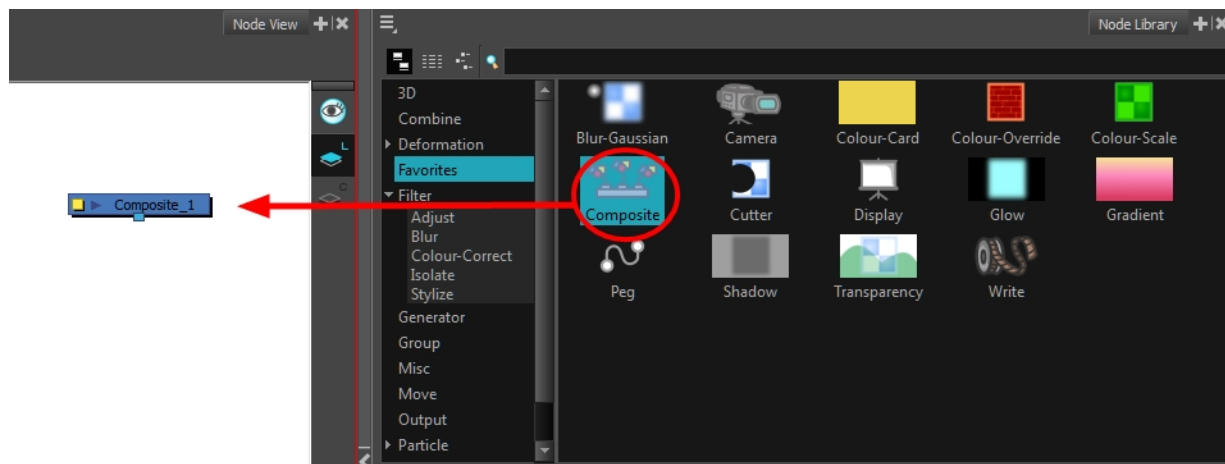 Node View
Node Library
3D
Combine
Deformation
Favorites
Filter
Adjust
Blur
Colour-Correct
Isolate
Stylize
Generator
Group
Misc
Move
Output
Particle
Blur-Gaussian Camera Colour-Card Colour-Override Colour-Scale
Composite Cutter Display Glow Gradient
Peg Shadow Transparency Write
L
C
Composite_1